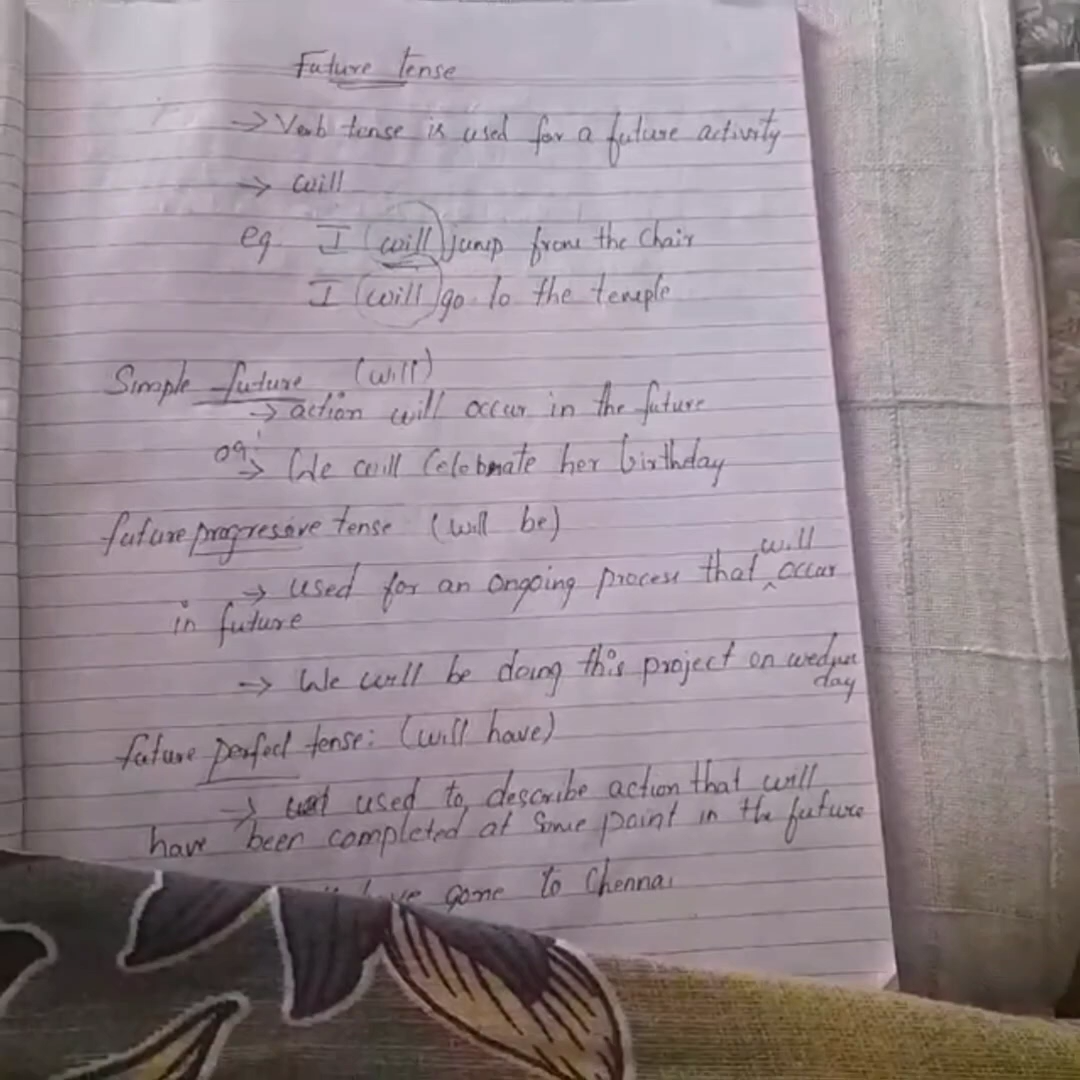 Future tense
→ Verb tense is used for a future activity
→ will
eg I will jump from the chair
I will go to the temple
Simple future (will)
→ action will occur in the future
eg: → We will Celebrate her birthday
future progressive tense (will be)
will
→ used for an ongoing process that ^ occur
in future
→ We will be doing this project on
day
future perfect tense: (will have)
→ used to describe action that will
have been completed at some point in the future
have gone to Chennai